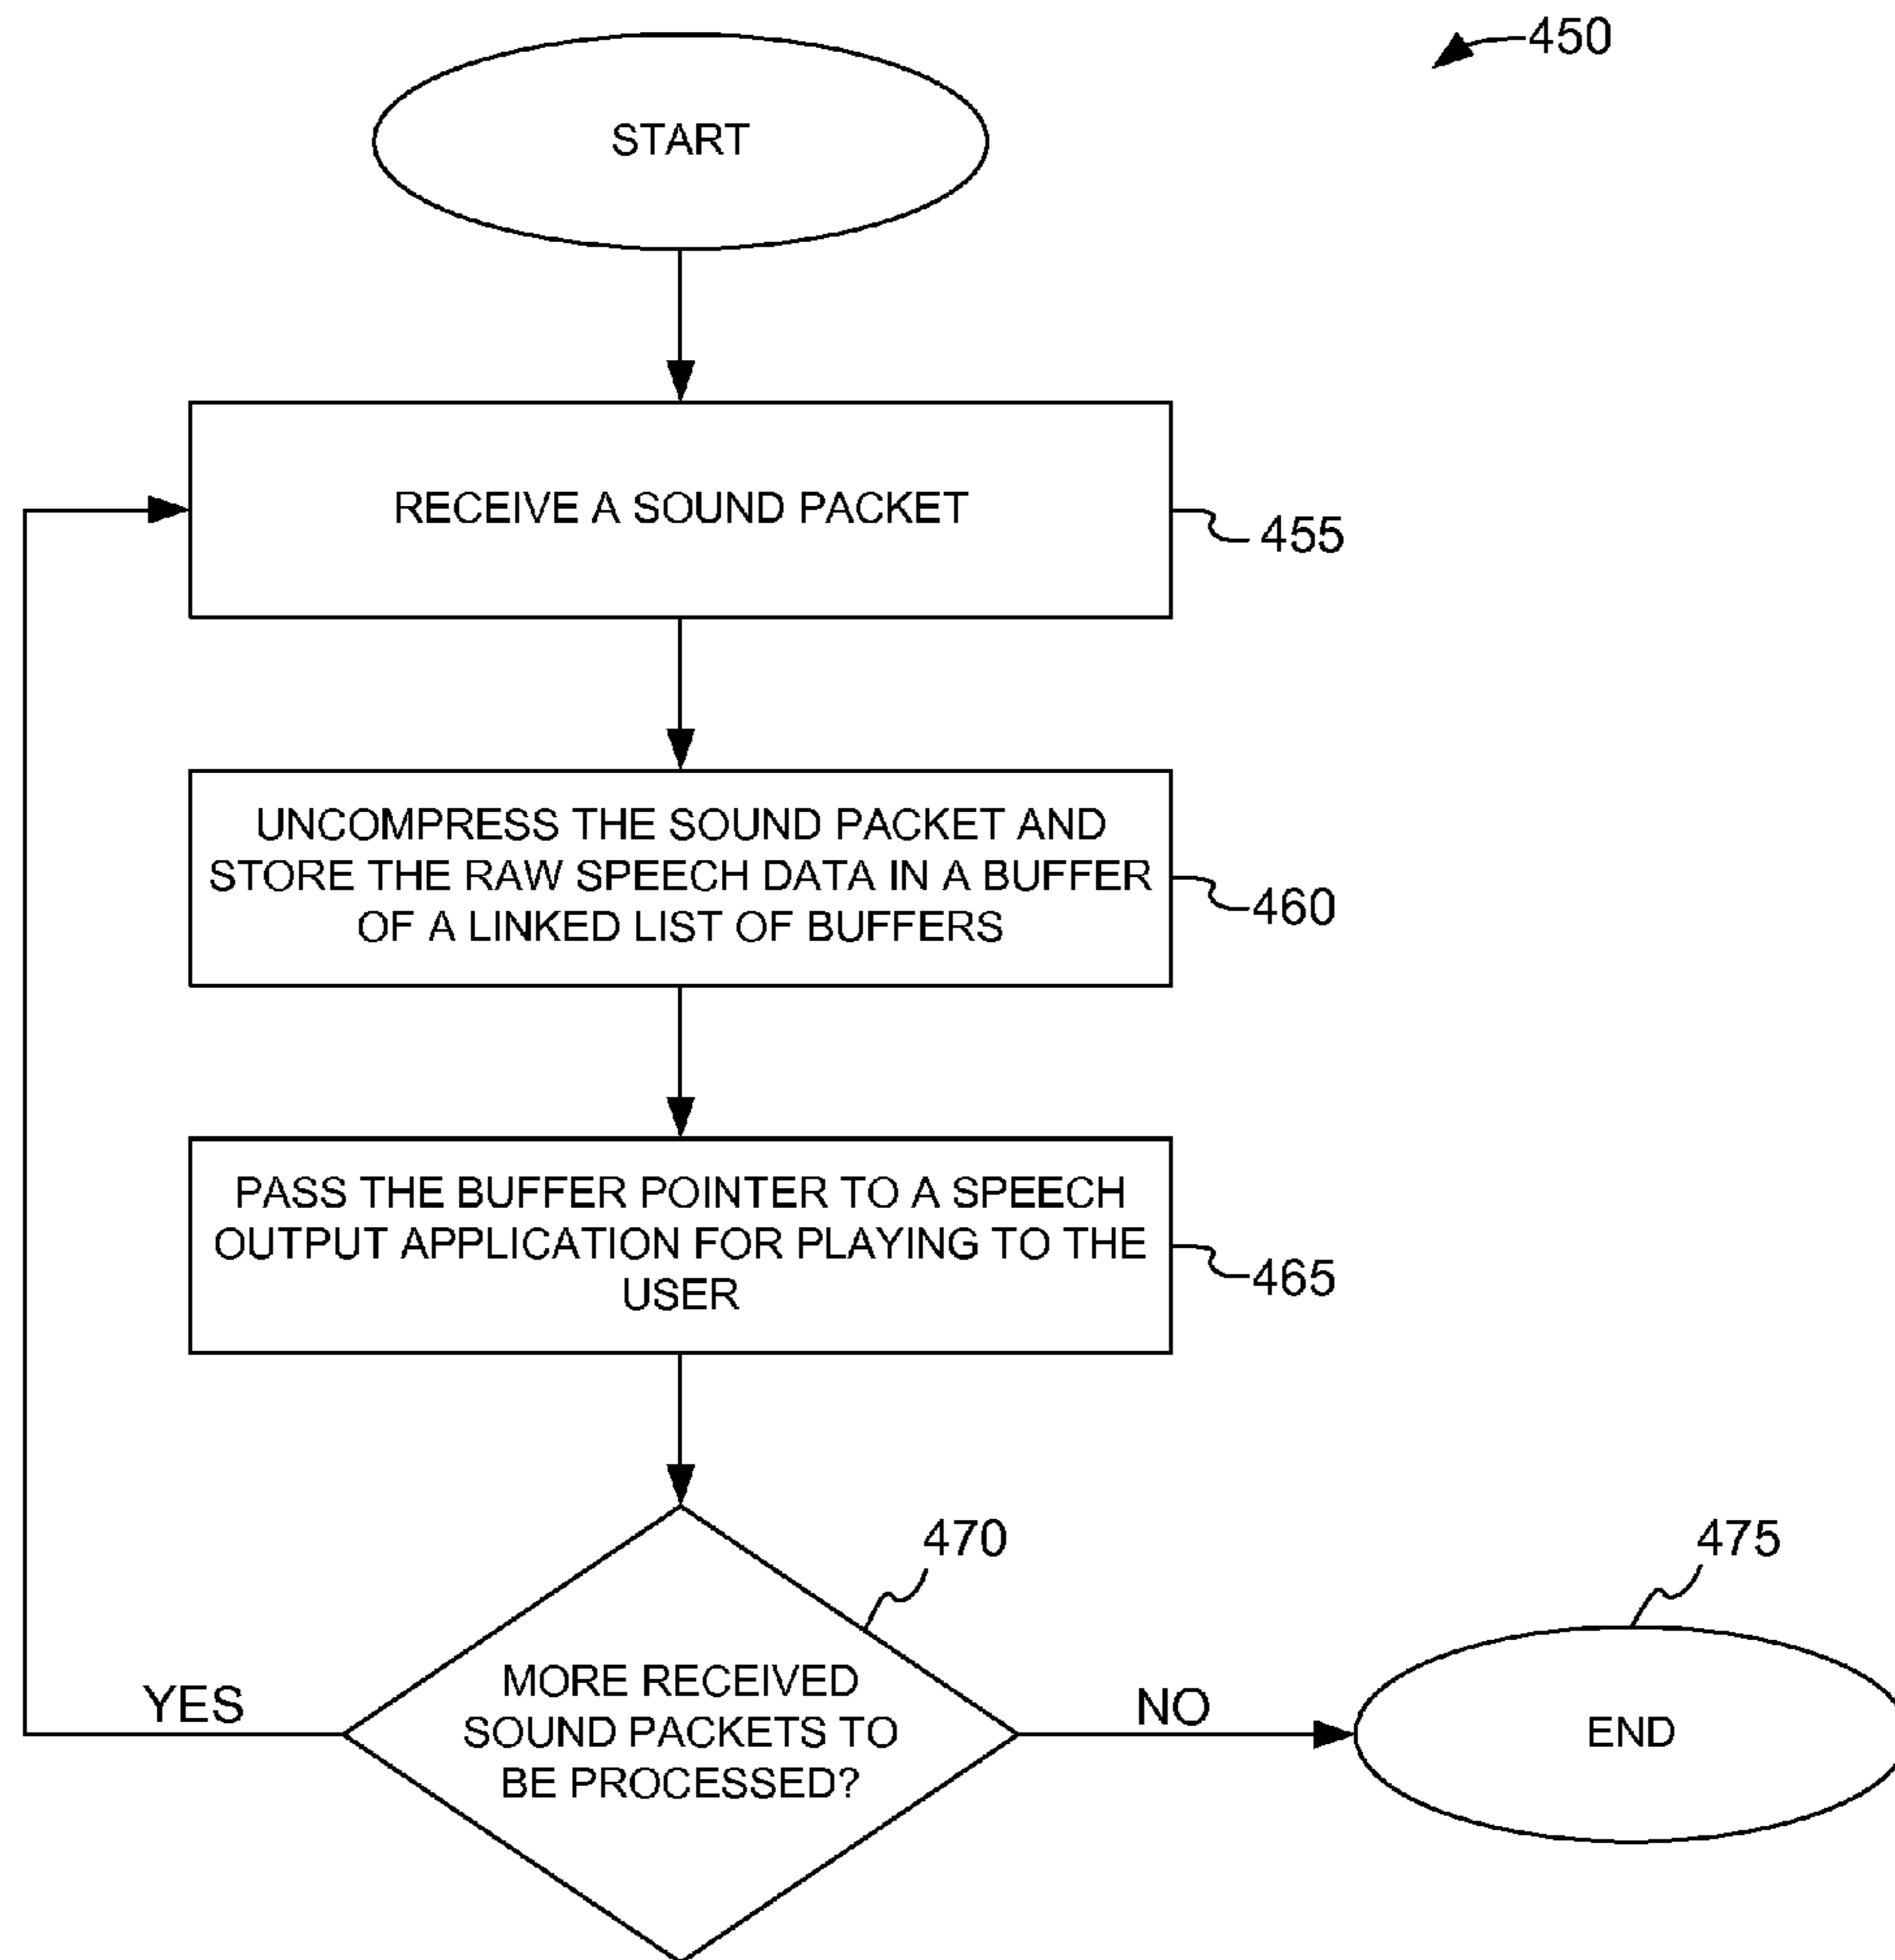 450
START
RECEIVE A SOUND PACKET
455
UNCOMPRESS THE SOUND PACKET AND
STORE THE RAW SPEECH DATA IN A BUFFER
OF A LINKED LIST OF BUFFERS
460
PASS THE BUFFER POINTER TO A SPEECH
OUTPUT APPLICATION FOR PLAYING TO THE
USER
465
470
475
MORE RECEIVED
SOUND PACKETS TO
BE PROCESSED?
YES
NO
END